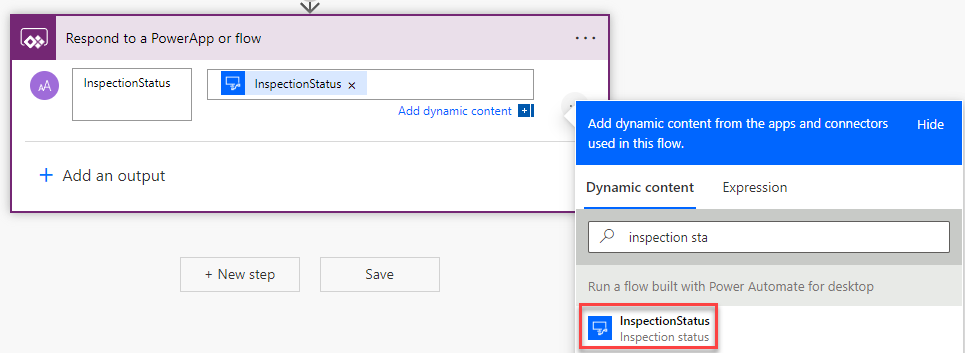 Respond to a PowerApp or flow
AA
InspectionStatus
InspectionStatus ×
Add dynamic content
Add an output
+ New step
Save
Add dynamic content from the apps and connectors
used in this flow.
Hide
Dynamic content
Expression
inspection sta
Run a flow built with Power Automate for desktop
InspectionStatus
Inspection status